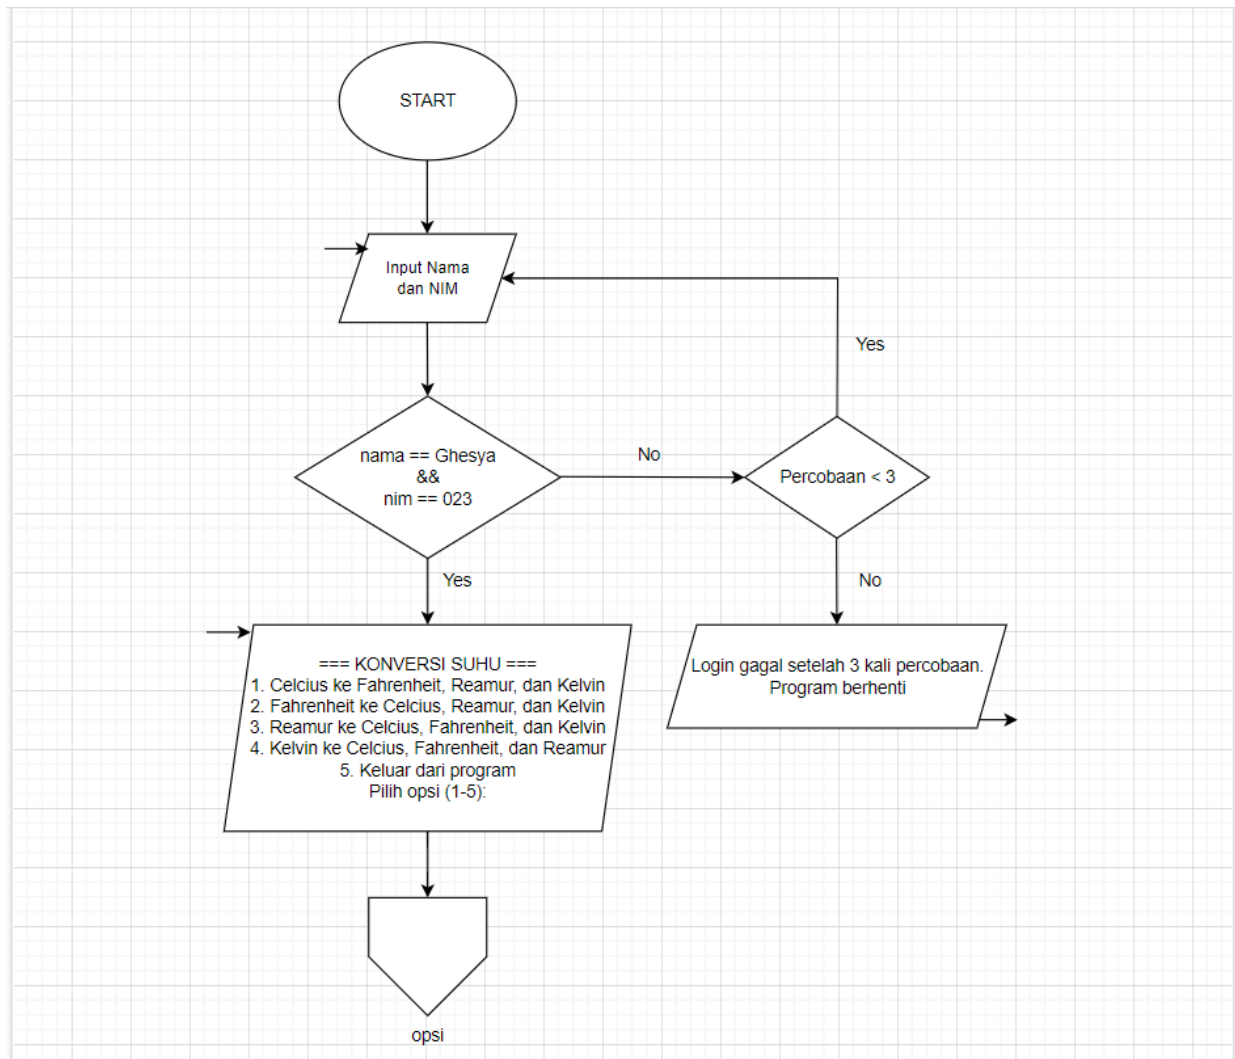 START
Input Nama
dan NIM
Yes
nama == Ghesya
&&
nim == 023
No
Percobaan < 3
Yes
No
=== KONVERSI SUHU ===
1. Celcius ke Fahrenheit, Reamur, dan Kelvin
2. Fahrenheit ke Celcius, Reamur, dan Kelvin
3. Reamur ke Celcius, Fahrenheit, dan Kelvin
4. Kelvin ke Celcius, Fahrenheit, dan Reamur
5. Keluar dari program
Pilih opsi (1-5):
Login gagal setelah 3 kali percobaan.
Program berhenti
opsi